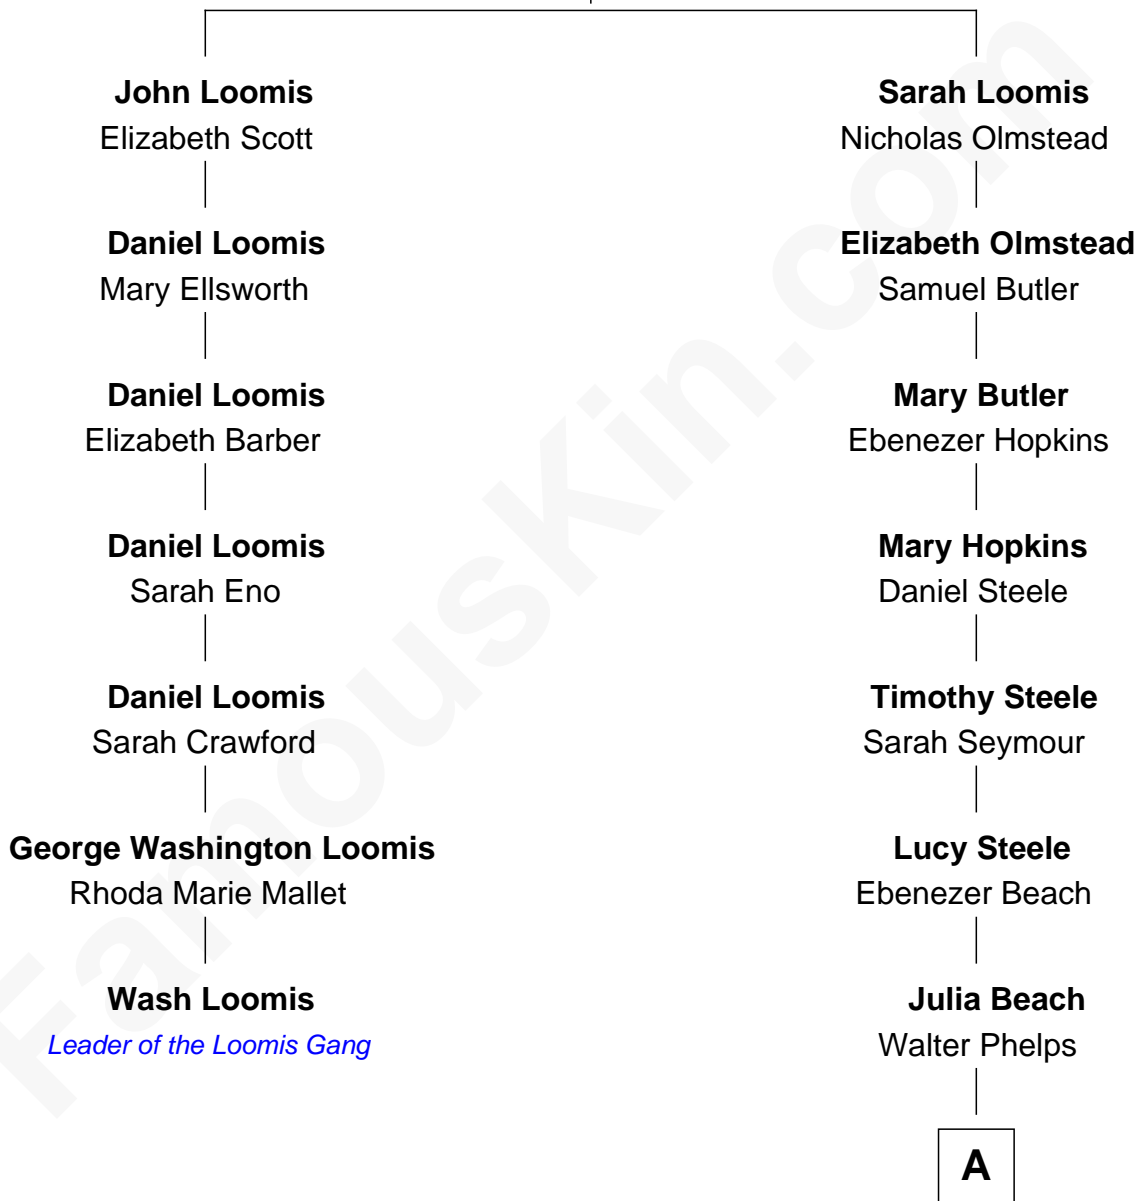 John Loomis
Elizabeth Scott
Daniel Loomis
Mary Ellsworth
Daniel Loomis
Elizabeth Barber
Daniel Loomis
Sarah Eno
Daniel Loomis
Sarah Crawford
George Washington Loomis
Rhoda Marie Mallet
Wash Loomis
Leader of the Loomis Gang
Sarah Loomis
Nicholas Olmstead
Elizabeth Olmstead
Samuel Butler
Mary Butler
Ebenezer Hopkins
Mary Hopkins
Daniel Steele
Timothy Steele
Sarah Seymour
Lucy Steele
Ebenezer Beach
Julia Beach
Walter Phelps
A
FamousKin.com